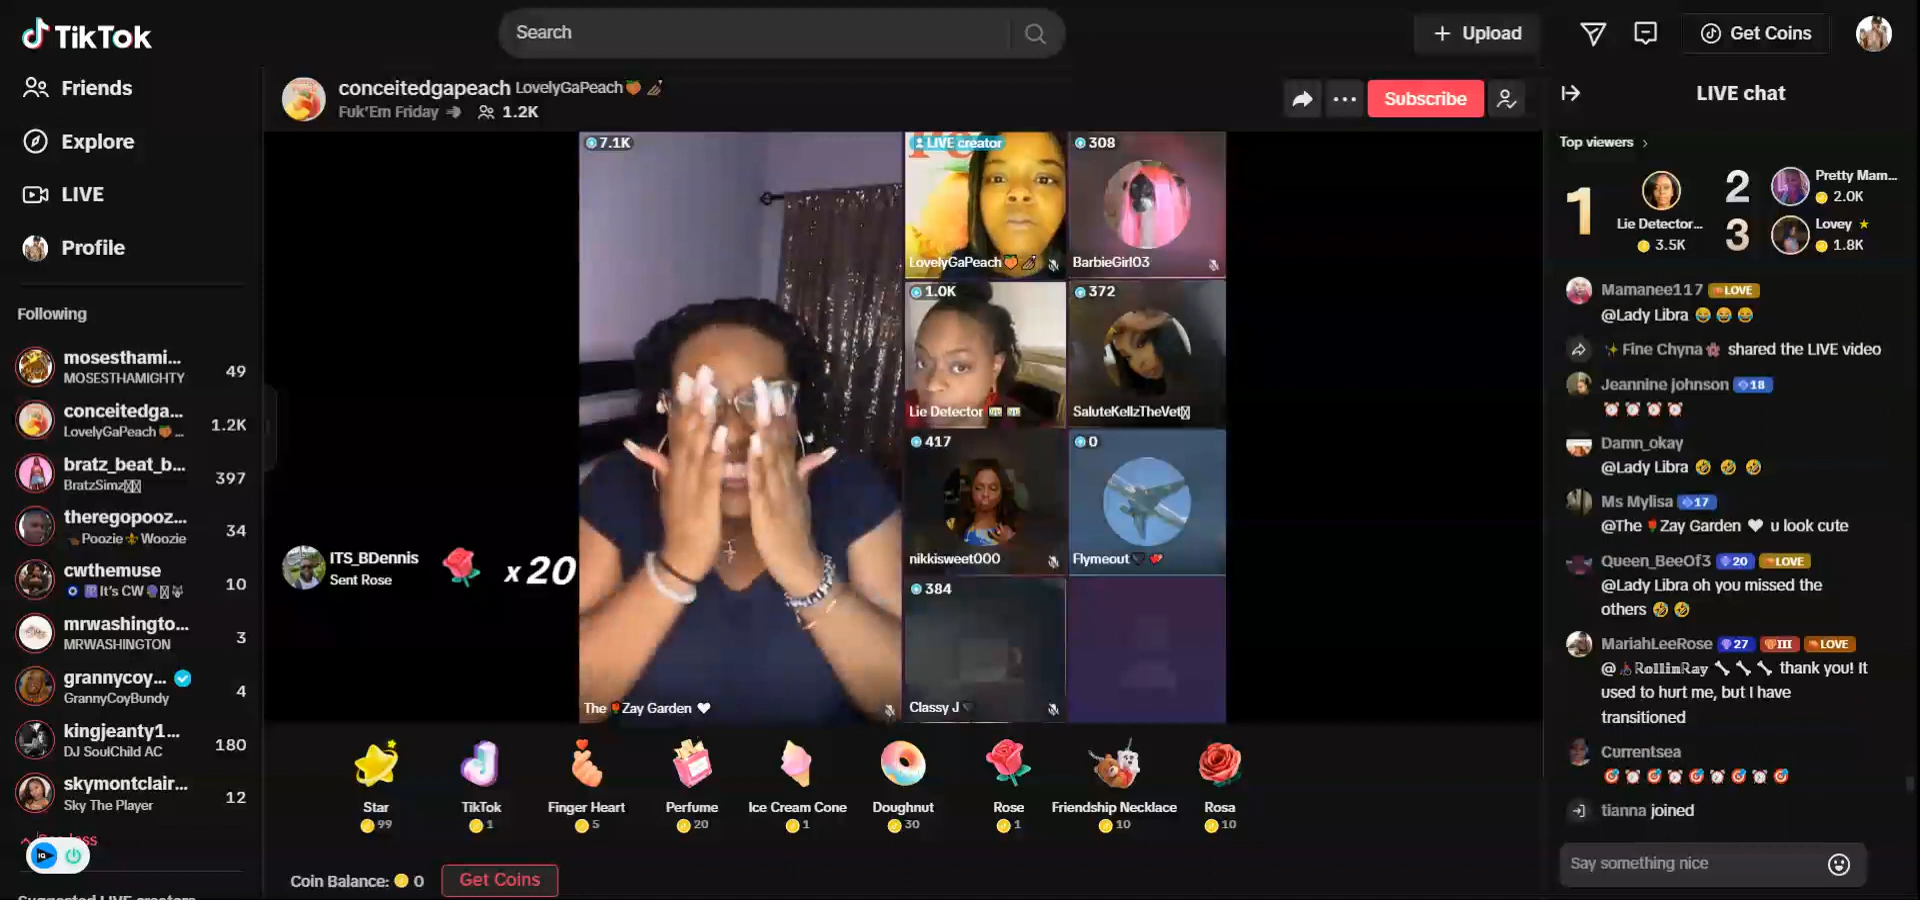 TikTok
Search
Upload
Get Coins
Friends
Explore
LIVE
Profile
Following
mosesthami...
MOSESTHAMIGHTY
49
conceitedga...
LovelyGaPeach🍑...
1.2K
bratz_beat_b...
BratzSimz
397
theregopooz...
Poozie⚜️Woozie
34
cwthemuse
It's CW
10
mrwashingto...
MRWASHINGTON
3
grannycoy...
GrannyCoyBundy
4
kingjeanty1...
DJ SoulChild AC
180
skymontclair...
Sky The Player
12
conceitedgapeach LovelyGaPeach🍑💅🏾
Fuk'Em Friday
1.2K
Subscribe
7.1K
The 🌹Zay Garden 🤍
LIVE creator
LovelyGaPeach🍑💅🏾
308
BarbieGirl03
1.0K
Lie Detector
372
SaluteKellzTheVet
417
nikkisweet000
0
Flymeout
384
Classy J
ITS_BDennis
Sent Rose
x 20
Star
99
TikTok
1
Finger Heart
5
Perfume
20
Ice Cream Cone
1
Doughnut
30
Rose
1
Friendship Necklace
10
Rosa
10
Coin Balance: 0
Get Coins
LIVE chat
Top viewers
1
Lie Detector...
3.5K
2
Pretty Mam...
2.0K
3
Lovey ⭐
1.8K
Mamanee117 LOVE
@Lady Libra 😂😂😂
✨Fine Chyna🌸 shared the LIVE video
Jeannine johnson 18
⏰⏰⏰⏰
Damn_okay
@Lady Libra 🤣🤣🤣
Ms Mylisa 17
@The🌹Zay Garden 🤍 u look cute
Queen_BeeOf3 20 LOVE
@Lady Libra oh you missed the
others 🤣🤣
MariahLeeRose 27 III LOVE
@👨🏾‍🦽ℝ𝕠𝕝𝕝𝕚𝕟ℝ𝕒𝕪🦴🦴🦴 thank you! It
used to hurt me, but I have
transitioned
Currentsea
🎯⏰🎯⏰🎯⏰🎯⏰🎯
tianna joined
Say something nice